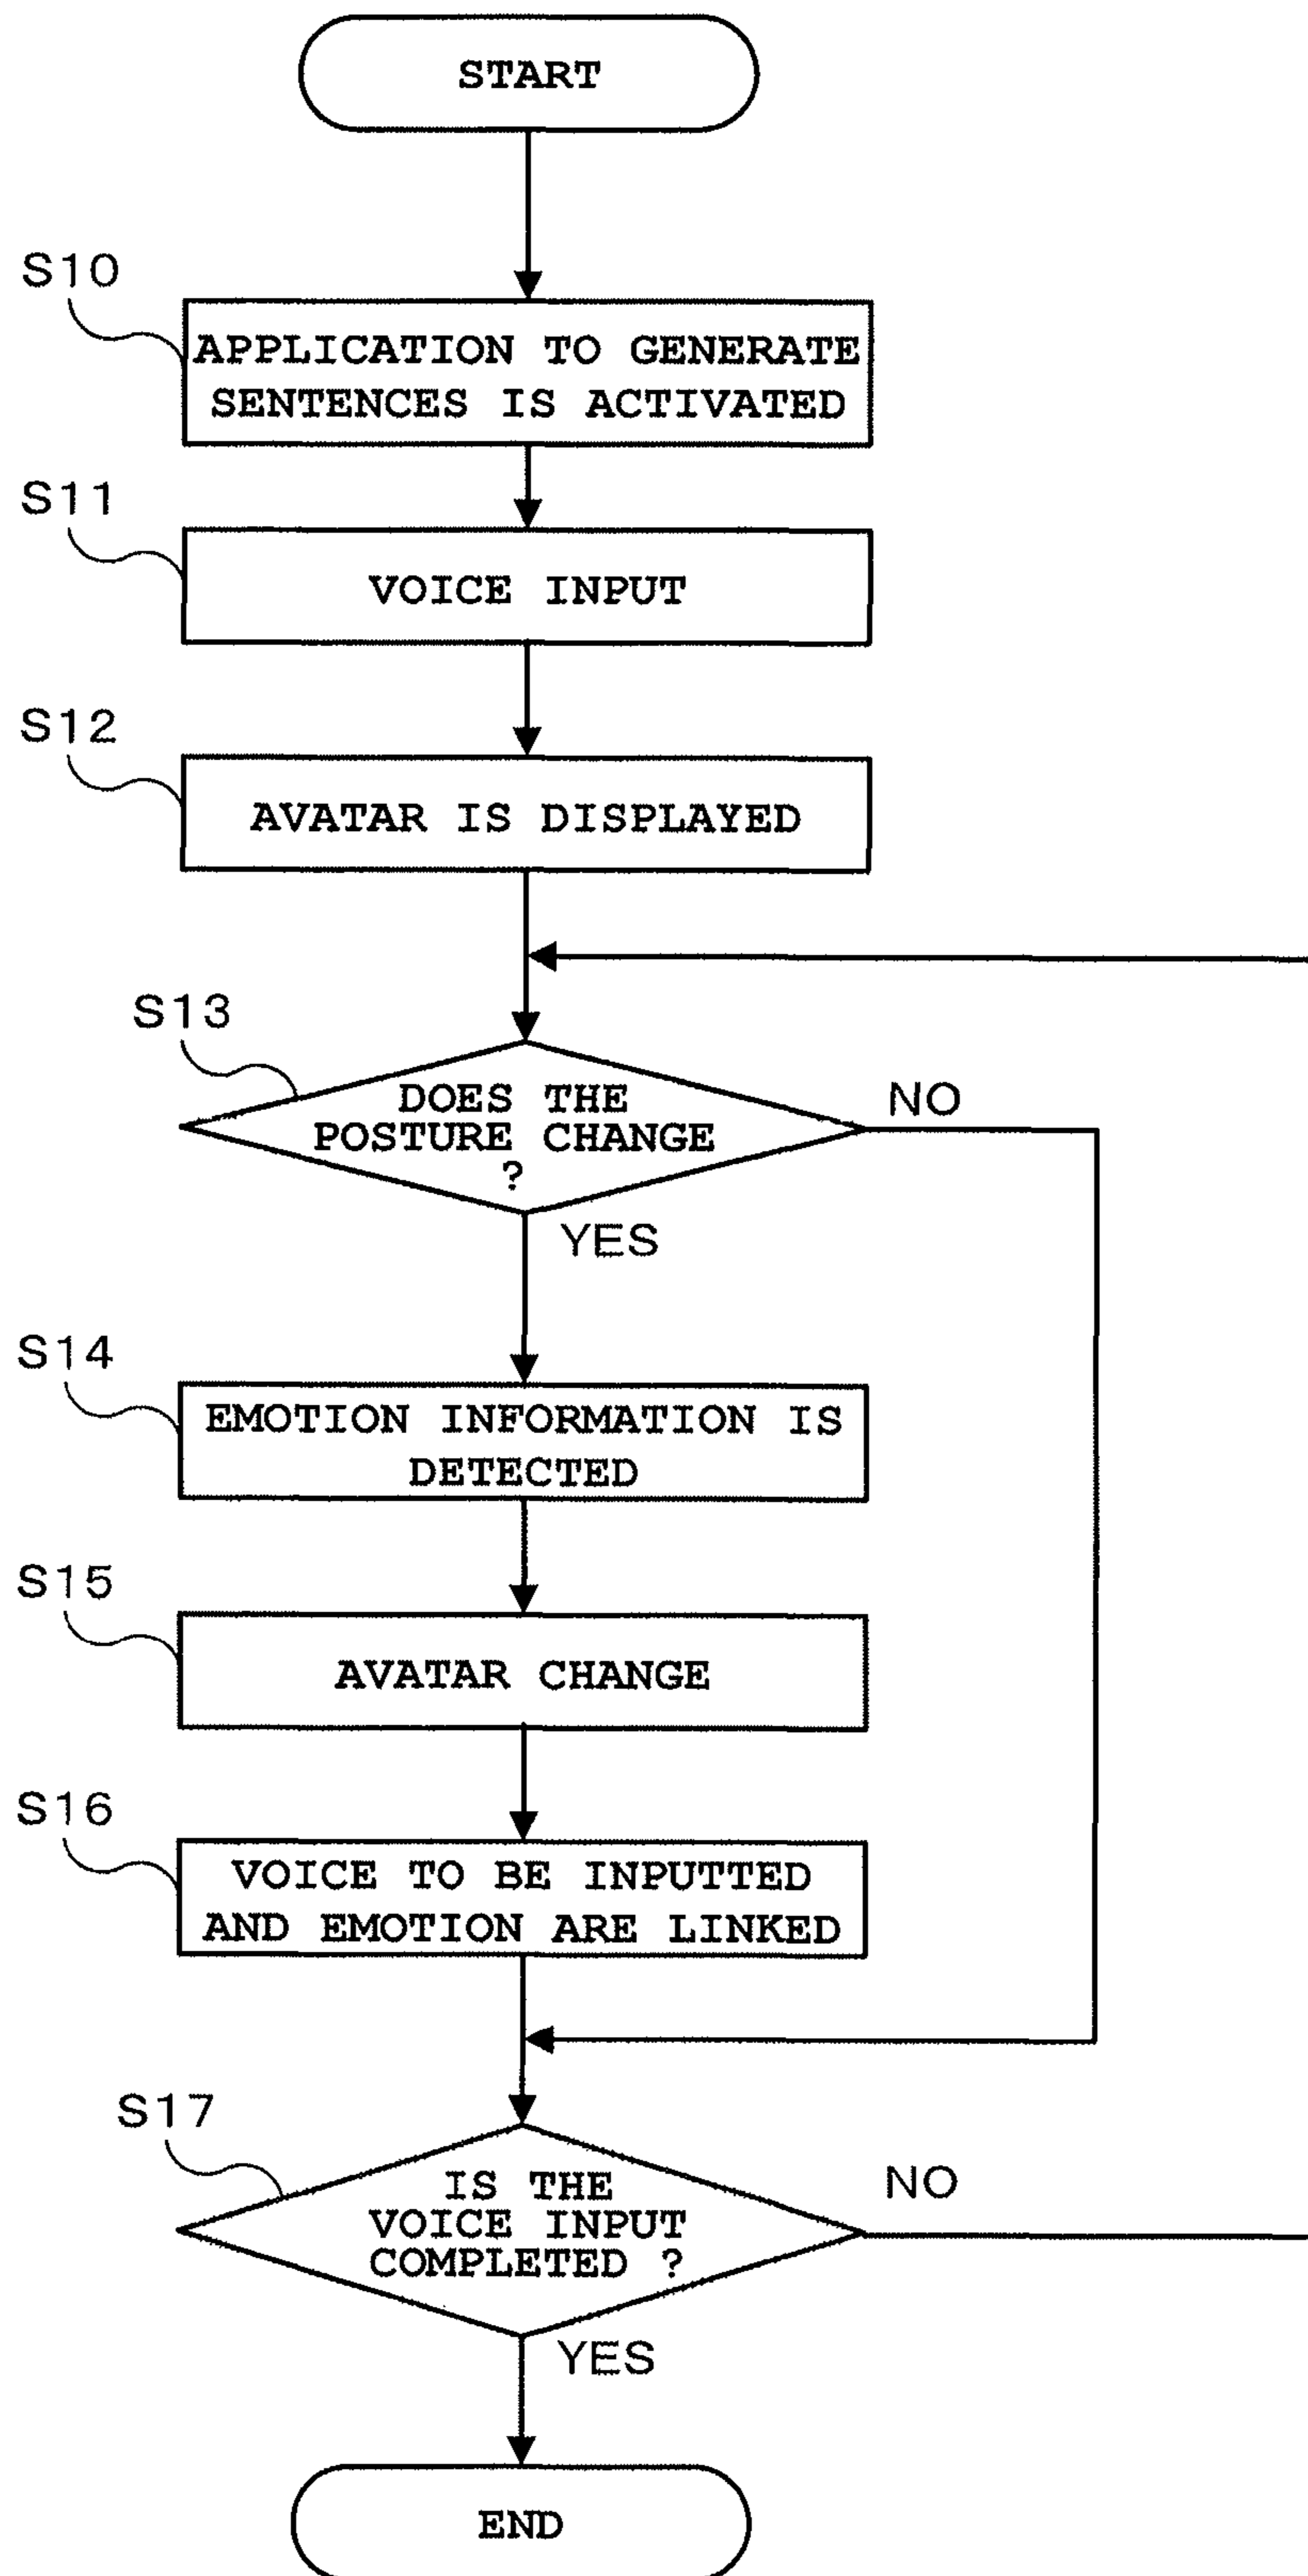 START
S10
APPLICATION TO GENERATE
SENTENCES IS ACTIVATED
S11
VOICE INPUT
S12
AVATAR IS DISPLAYED
S13
DOES THE
POSTURE CHANGE
?
NO
YES
S14
EMOTION INFORMATION IS
DETECTED
S15
AVATAR CHANGE
S16
VOICE TO BE INPUTTED
AND EMOTION ARE LINKED
S17
IS THE
VOICE INPUT
COMPLETED ?
NO
YES
END